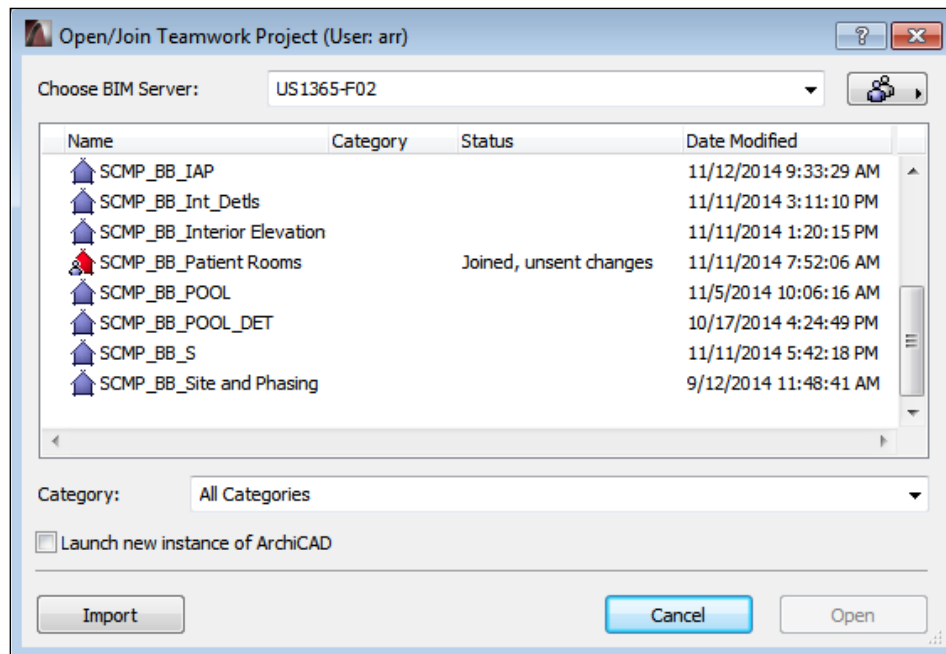 Open/Join Teamwork Project (User: arr)
?
Choose BIM Server: US1365-F02
Name Category Status Date Modified
SCMP_BB_IAP 11/12/2014 9:33:29 AM
SCMP_BB_Int_Detls 11/11/2014 3:11:10 PM
SCMP_BB_Interior Elevation 11/11/2014 1:20:15 PM
SCMP_BB_Patient Rooms Joined, unsent changes 11/11/2014 7:52:06 AM
SCMP_BB_POOL 11/5/2014 10:06:16 AM
SCMP_BB_POOL_DET 10/17/2014 4:24:49 PM
SCMP_BB_S 11/11/2014 5:42:18 PM
SCMP_BB_Site and Phasing 9/12/2014 11:48:41 AM
Category: All Categories
Launch new instance of ArchiCAD
Import Cancel Open